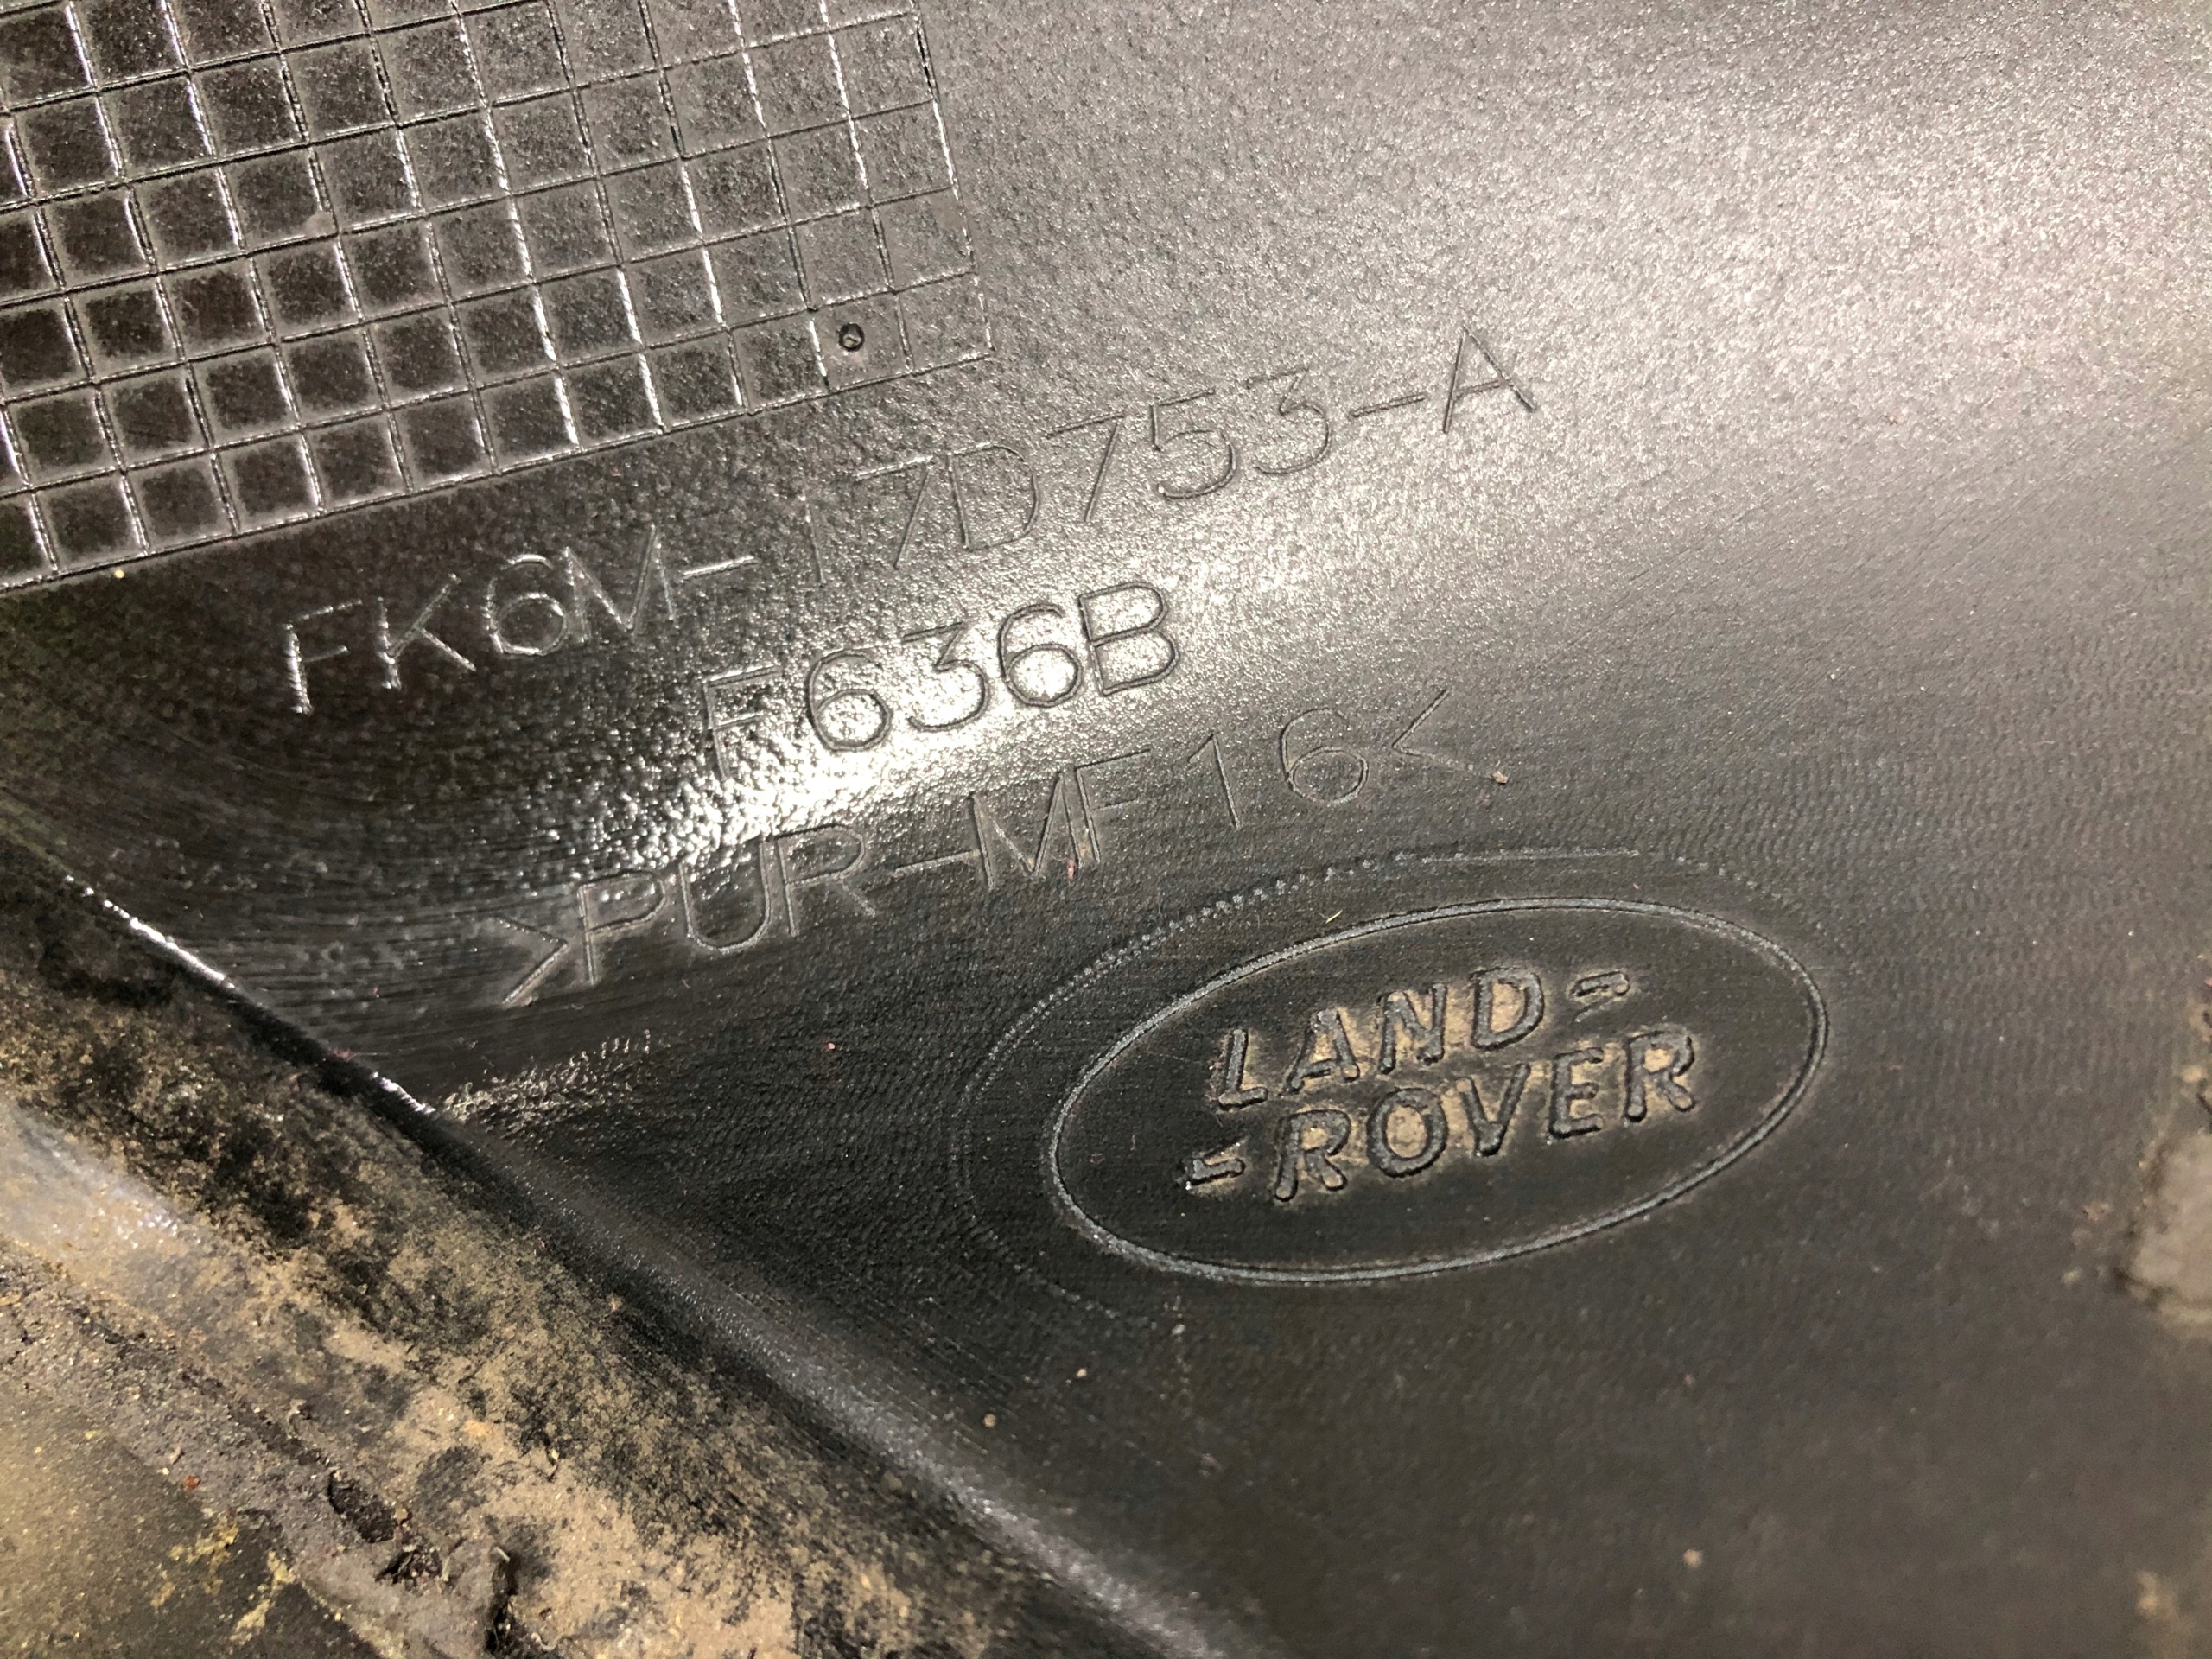 FK6M-17D753-A
F636B
>PUR-MF16<
LAND-
-ROVER